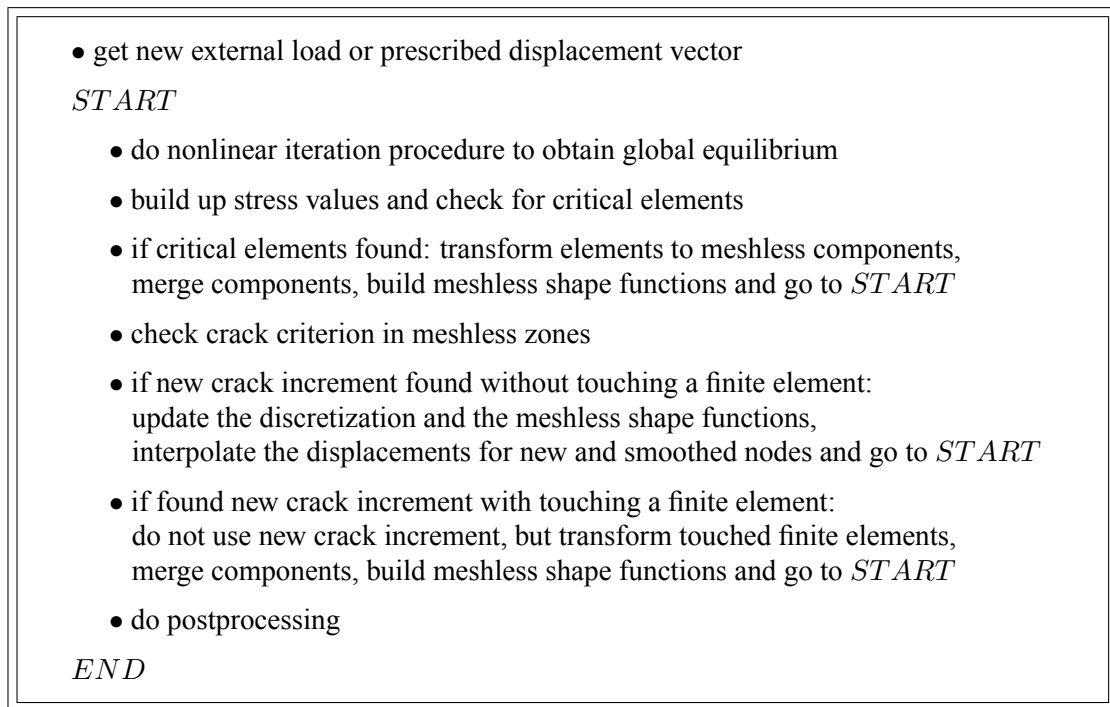 • get new external load or prescribed displacement vector
START
• do nonlinear iteration procedure to obtain global equilibrium
• build up stress values and check for critical elements
• if critical elements found: transform elements to meshless components,
merge components, build meshless shape functions and go to START
• check crack criterion in meshless zones
• if new crack increment found without touching a finite element:
update the discretization and the meshless shape functions,
interpolate the displacements for new and smoothed nodes and go to START
• if found new crack increment with touching a finite element:
do not use new crack increment, but transform touched finite elements,
merge components, build meshless shape functions and go to START
• do postprocessing
END